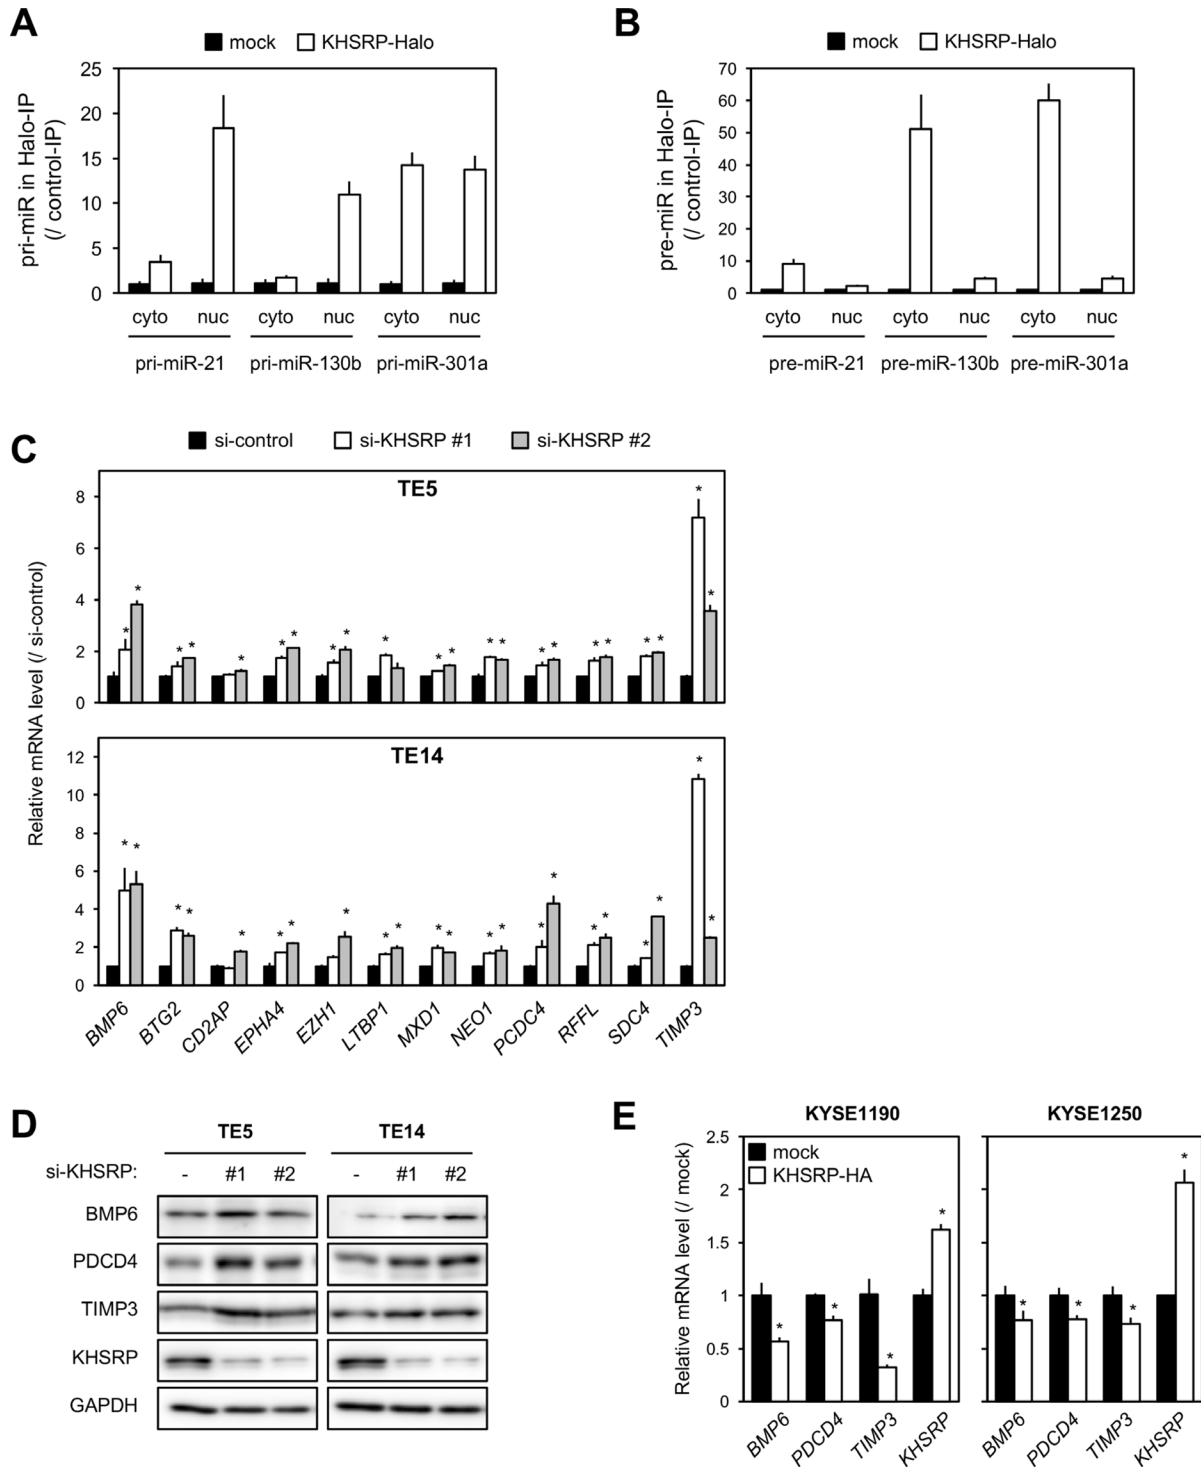 A
mock KHSRP-Halo
pri-miR in Halo-IP
(/ control-IP)
25
20
15
10
5
0
cyto nuc cyto nuc cyto nuc
pri-miR-21 pri-miR-130b pri-miR-301a
B
mock KHSRP-Halo
pre-miR in Halo-IP
(/ control-IP)
70
60
50
40
30
20
10
0
cyto nuc cyto nuc cyto nuc
pre-miR-21 pre-miR-130b pre-miR-301a
C
si-control si-KHSRP #1 si-KHSRP #2
Relative mRNA level (/ si-control)
TE5
8
6
4
2
0
* * * * * * * * * * * * * * * * * * * * * *
TE14
12
10
8
6
4
2
0
* * * * * * * * * * * * * * * * * * * * * *
BMP6 BTG2 CD2AP EPHA4 EZH1 LTBP1 MXD1 NEO1 PCDC4 RFFL SDC4 TIMP3
D
TE5 TE14
si-KHSRP: - #1 #2 - #1 #2
BMP6
PDCD4
TIMP3
KHSRP
GAPDH
E
KYSE1190 KYSE1250
mock
KHSRP-HA
Relative mRNA level (/ mock)
2.5
2
1.5
1
0.5
0
* * * * * * * *
BMP6 PDCD4 TIMP3 KHSRP BMP6 PDCD4 TIMP3 KHSRP